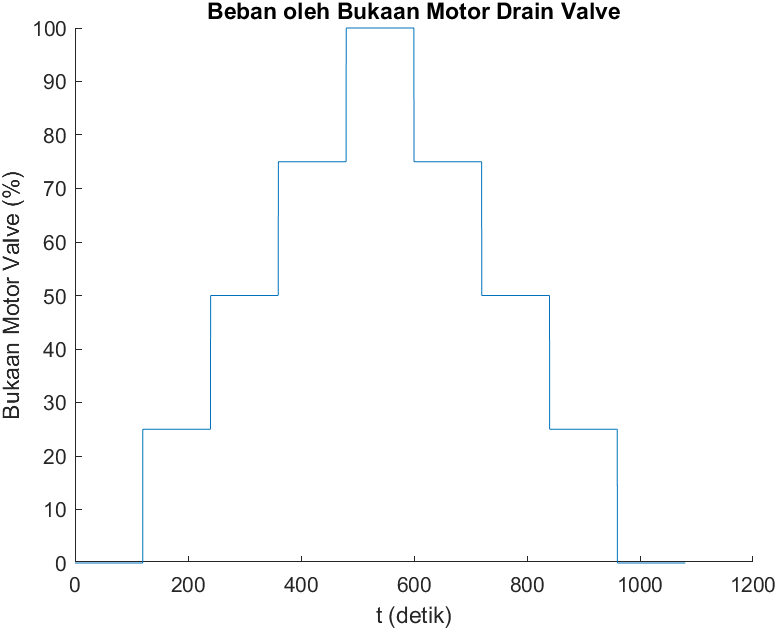 Beban oleh Bukaan Motor Drain Valve
Bukaan Motor Valve (%)
100
90
80
70
60
50
40
30
20
10
0
0 200 400 600 800 1000 1200
t (detik)